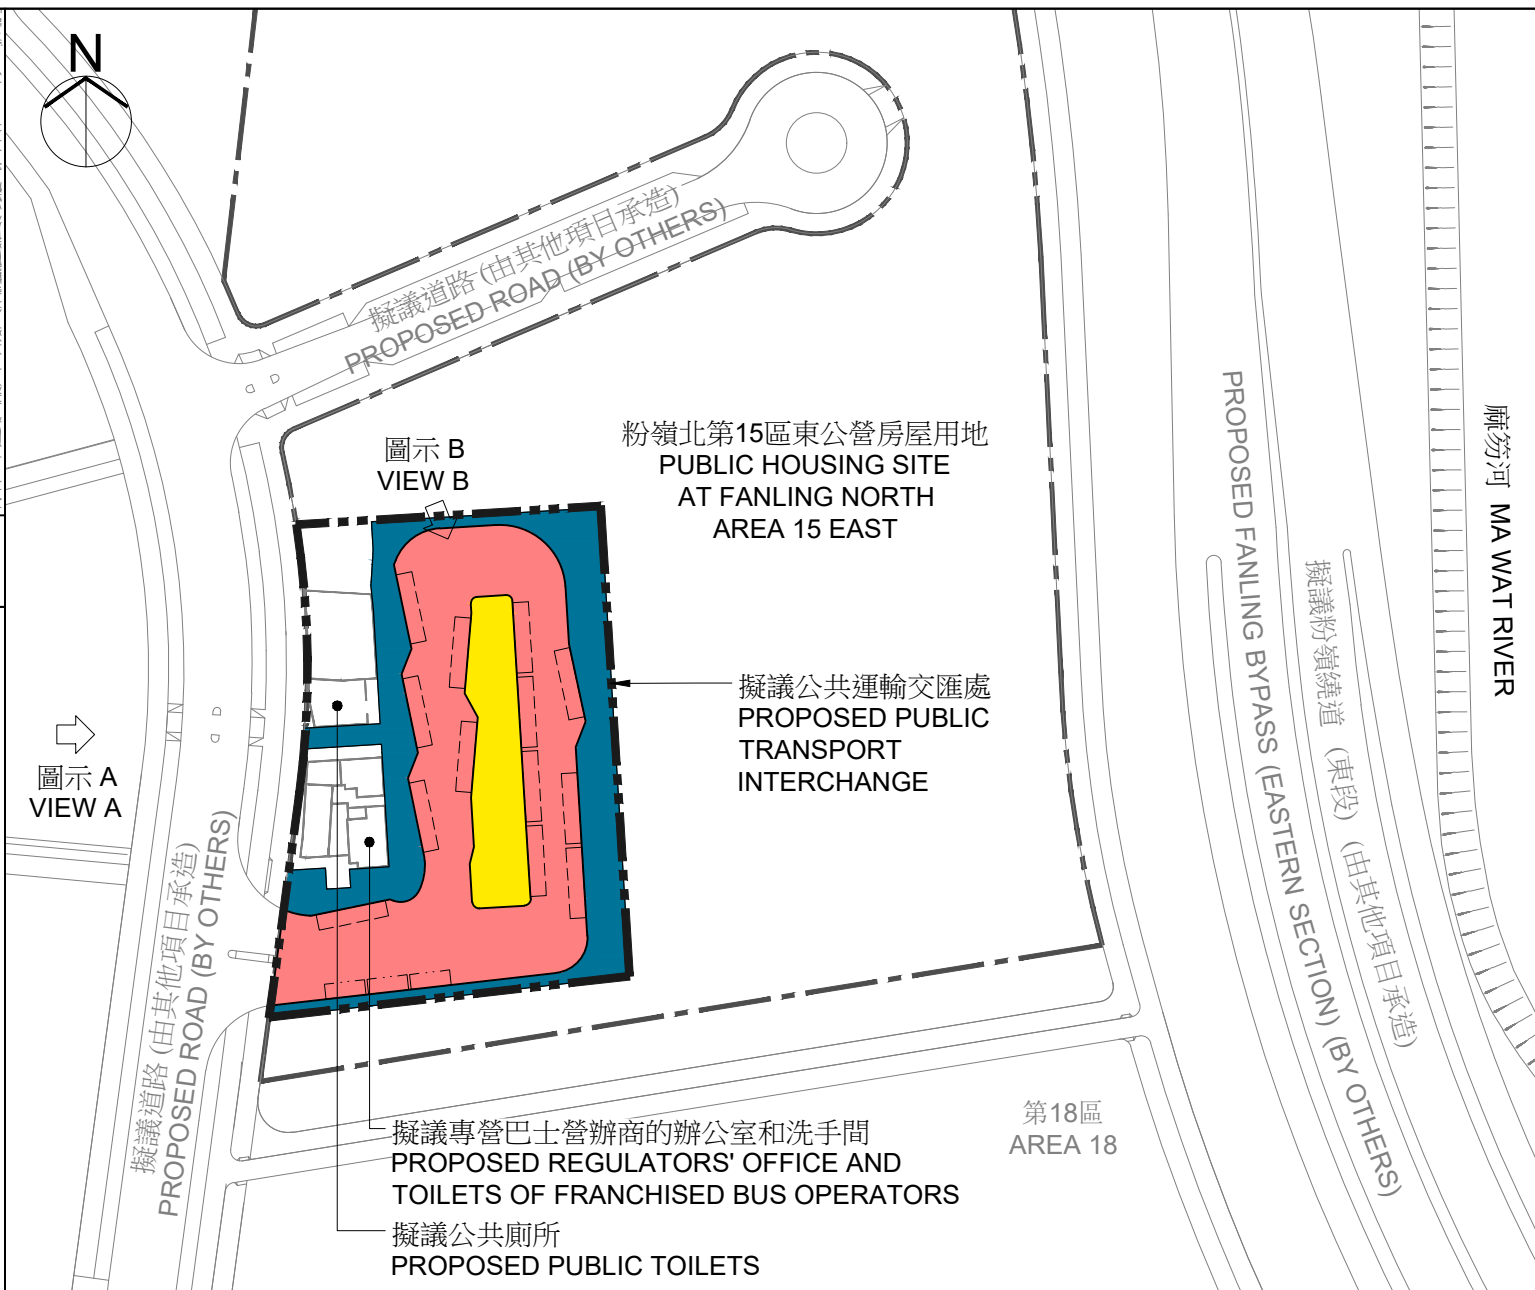 N
擬議道路 (由其他項目承造)
PROPOSED ROAD (BY OTHERS)
圖示 B
VIEW B
粉嶺北第15區東公營房屋用地
PUBLIC HOUSING SITE
AT FANLING NORTH
AREA 15 EAST
擬議公共運輸文匯處
PROPOSED PUBLIC
TRANSPORT
INTERCHANGE
圖示 A
VIEW A
擬議道路 (由其他項目承造)
PROPOSED ROAD (BY OTHERS)
PROPOSED FANLING BYPASS (EASTERN SECTION) (BY OTHERS)
擬議粉嶺繞道 (東段) (由其他項目承造)
麻笏河 MA WAT RIVER
第18區
AREA 18
擬議專營巴士營辦商的辦公室和洗手間
PROPOSED REGULATORS' OFFICE AND
TOILETS OF FRANCHISED BUS OPERATORS
擬議公共廁所
PROPOSED PUBLIC TOILETS